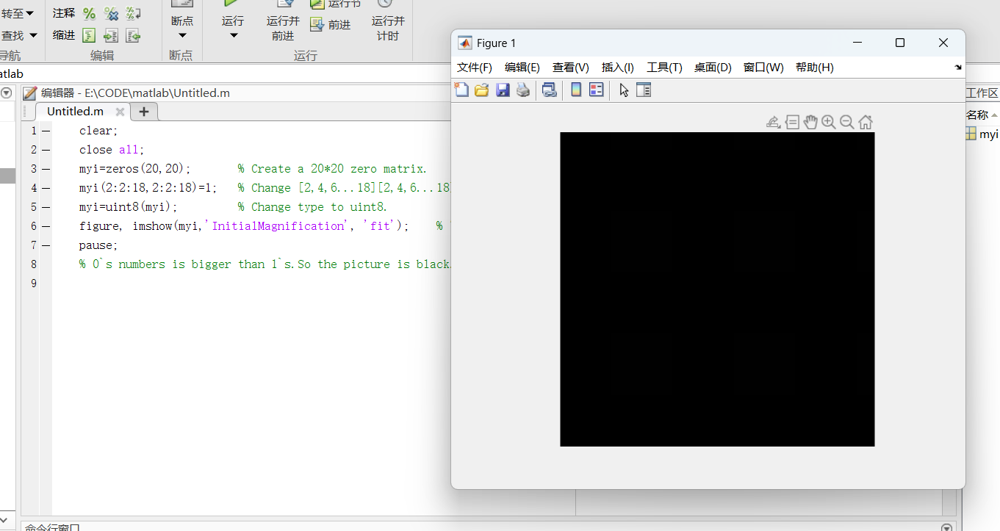 转至
查找
导航
注释
缩进
编辑
断点
断点
运行
运行并
前进
运行节
前进
运行并
计时
运行
atlab
编辑器 - E:\CODE\matlab\Untitled.m
Untitled.m
1 clear;
2 close all;
3 myi=zeros(20,20); % Create a 20*20 zero matrix.
4 myi(2:2:18,2:2:18)=1; % Change [2,4,6...18][2,4,6...18
5 myi=uint8(myi); % Change type to uint8.
6 figure, imshow(myi,'InitialMagnification', 'fit'); %
7 pause;
8 % 0`s numbers is bigger than 1`s.So the picture is black.
9
命令行窗口
Figure 1
文件(F) 编辑(E) 查看(V) 插入(I) 工具(T) 桌面(D) 窗口(W) 帮助(H)
工作区
名称
myi